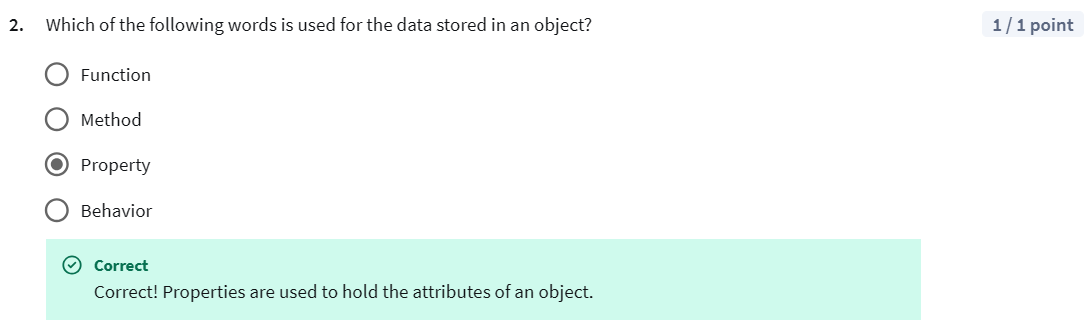 2. Which of the following words is used for the data stored in an object? 1 / 1 point
Function
Method
Property
Behavior
Correct
Correct! Properties are used to hold the attributes of an object.